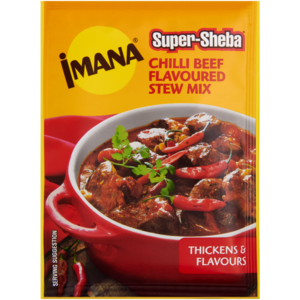 Super-Sheba
iMANA®
CHILLI BEEF
FLAVOURED
STEW MIX
THICKENS &
FLAVOURS
SERVING SUGGESTION